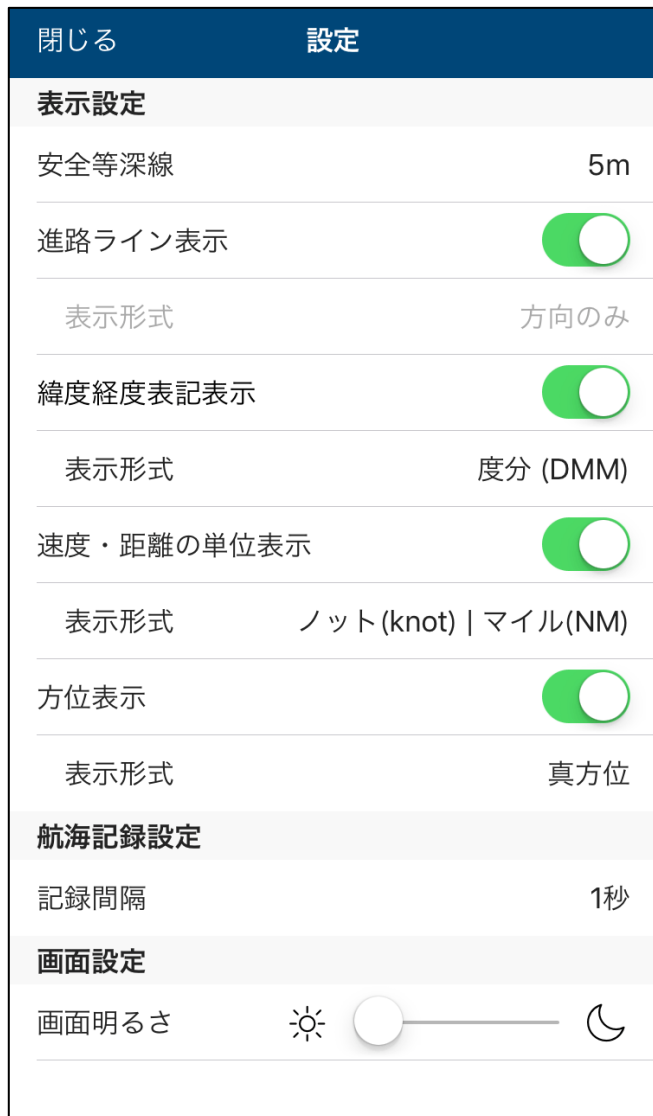 閉じる 設定
表示設定
安全等深線 5m
進路ライン表示
表示形式 方向のみ
緯度経度表記表示
表示形式 度分 (DMM)
速度・距離の単位表示
表示形式 ノット(knot) | マイル(NM)
方位表示
表示形式 真方位
航海記録設定
記録間隔 1秒
画面設定
画面明るさ